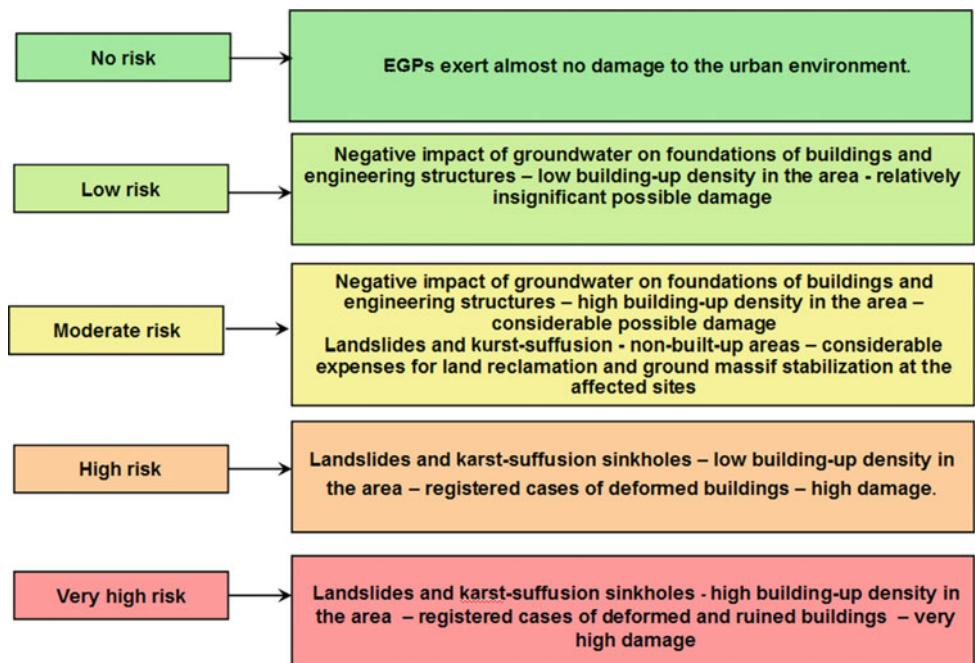 No risk
EGPs exert almost no damage to the urban environment.
Low risk
Negative impact of groundwater on foundations of buildings and
engineering structures – low building-up density in the area - relatively
insignificant possible damage
Moderate risk
Negative impact of groundwater on foundations of buildings and
engineering structures – high building-up density in the area –
considerable possible damage
Landslides and kurst-suffusion - non-built-up areas – considerable
expenses for land reclamation and ground massif stabilization at the
affected sites
High risk
Landslides and karst-suffusion sinkholes – low building-up density in
the area – registered cases of deformed buildings – high damage.
Very high risk
Landslides and karst-suffusion sinkholes - high building-up density in
the area – registered cases of deformed and ruined buildings – very
high damage